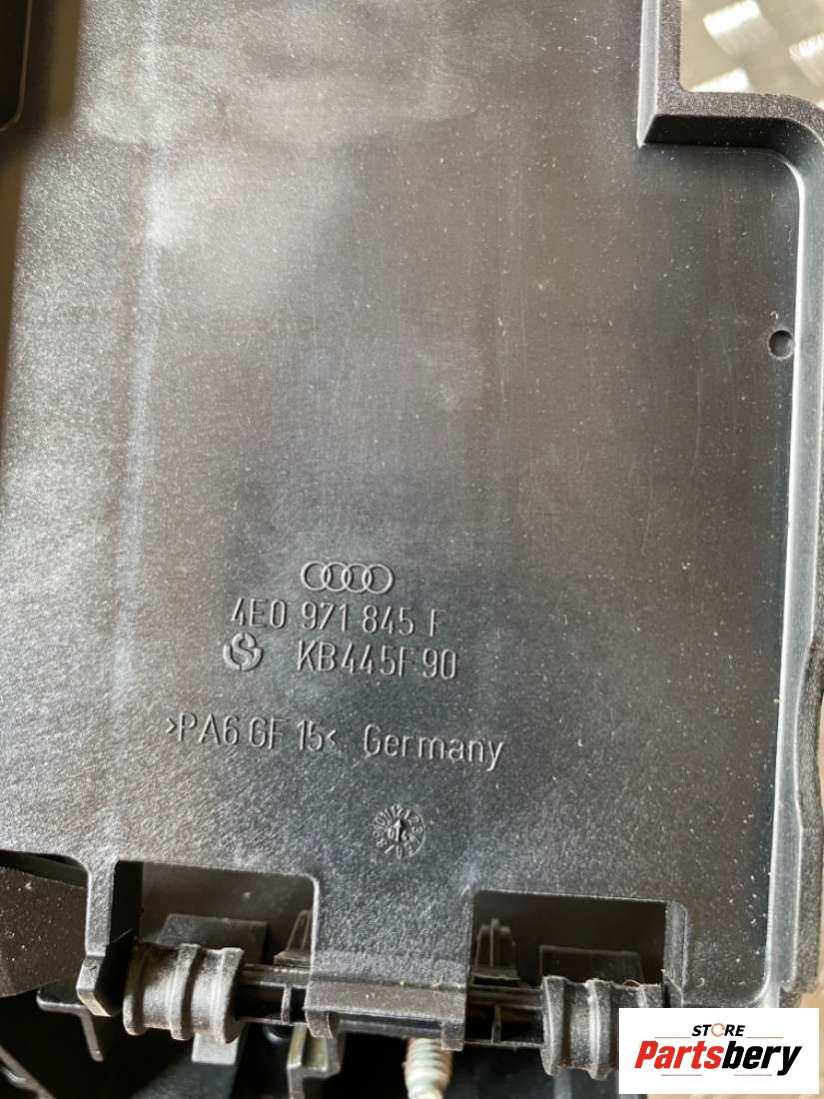 4E0 971 845 F
KB445F90
>PA6 GF 15< Germany
STORE
Partsbery